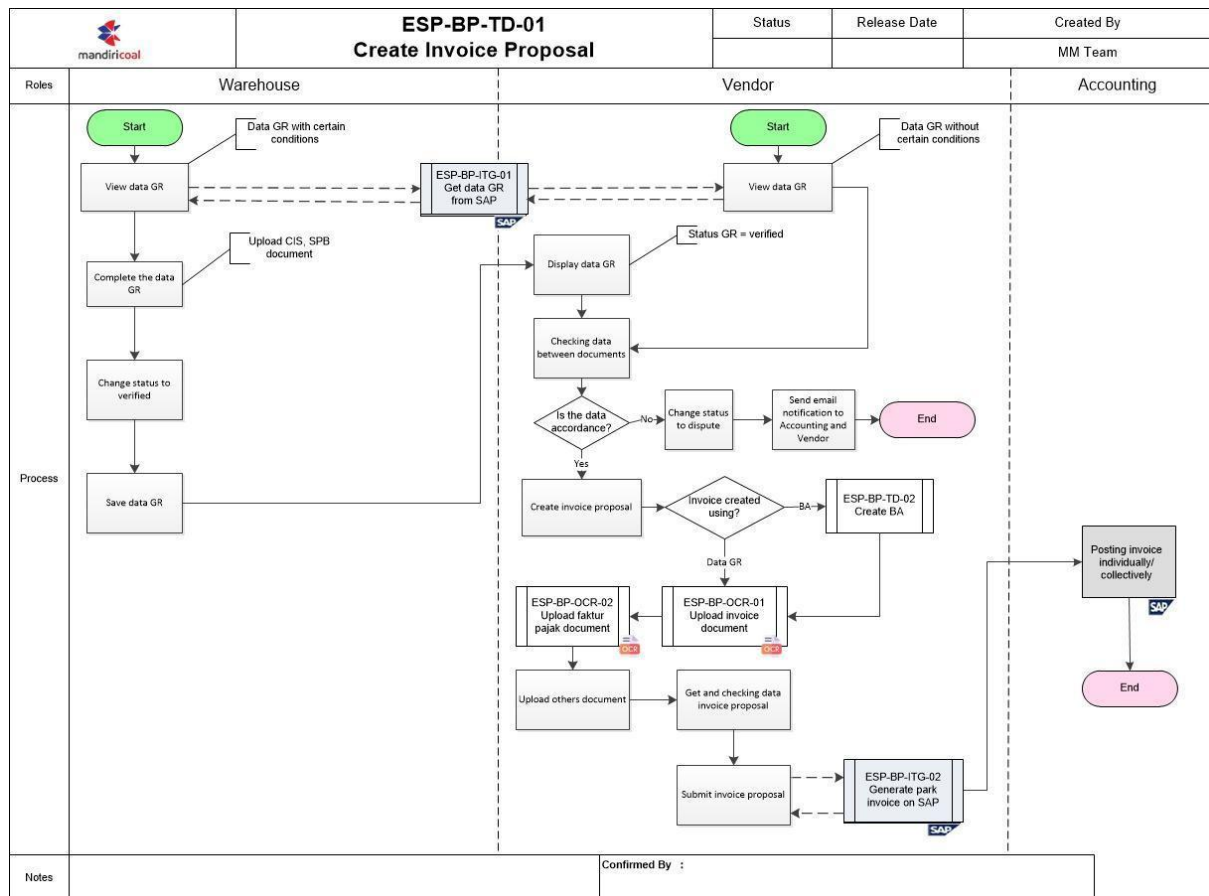 mandiricoal
ESP-BP-TD-01
Create Invoice Proposal
Status
Release Date
Created By
MM Team
Roles
Warehouse
Vendor
Accounting
Process
Start
Data GR with certain
conditions
View data GR
ESP-BP-ITG-01
Get data GR
from SAP
SAP
Start
Data GR without
certain conditions
View data GR
Upload CIS, SPB
document
Complete the data
GR
Status GR = verified
Display data GR
Checking data
between documents
Change status to
verified
Is the data
accordance?
No
Change status
to dispute
Send email
notification to
Accounting and
Vendor
End
Yes
Save data GR
Create invoice proposal
Invoice created
using?
BA
ESP-BP-TD-02
Create BA
Data GR
ESP-BP-OCR-02
Upload faktur
pajak document
OCR
ESP-BP-OCR-01
Upload invoice
document
OCR
Posting invoice
individually/
collectively
SAP
Upload others document
Get and checking data
invoice proposal
End
Submit invoice proposal
ESP-BP-ITG-02
Generate park
invoice on SAP
SAP
Notes
Confirmed By :